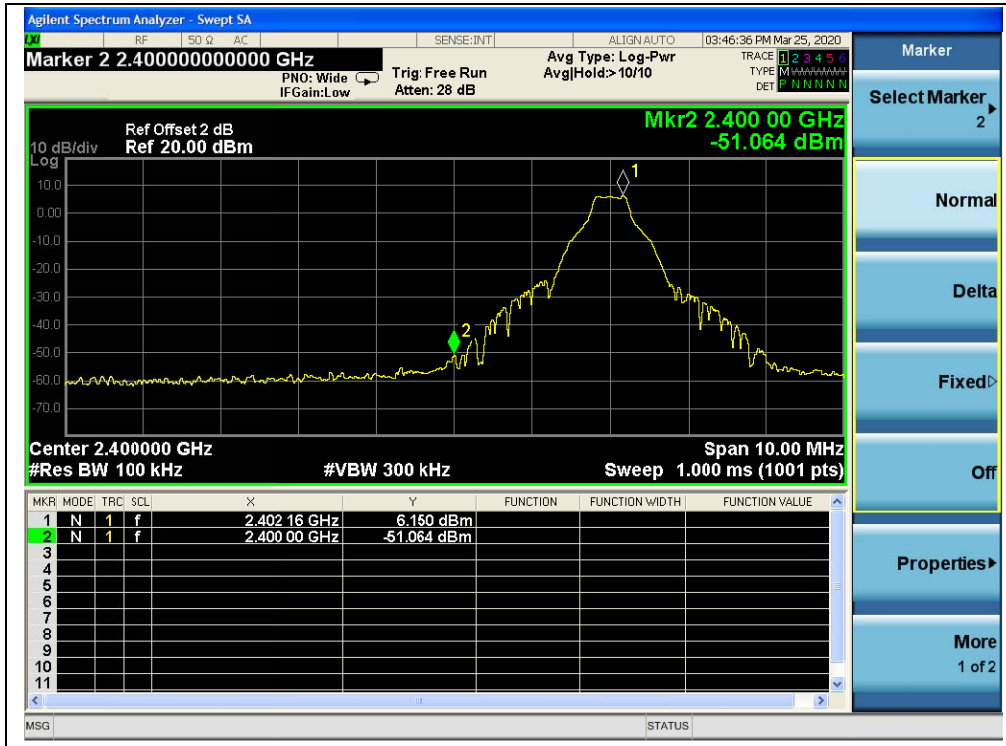 Agilent Spectrum Analyzer - Swept SA
LXI RF 50 Ω AC SENSE:INT ALIGN AUTO 03:46:36 PM Mar 25, 2020
Marker 2 2.400000000000 GHz
PNO: Wide
IFGain:Low
Trig: Free Run
Atten: 28 dB
Avg Type: Log-Pwr
Avg|Hold:>10/10
TRACE 1 2 3 4 5 6
TYPE M
DET P N N N N N
Mkr2 2.400 00 GHz
-51.064 dBm
Ref Offset 2 dB
10 dB/div Ref 20.00 dBm
Log
10.0
0.00
-10.0
-20.0
-30.0
-40.0
-50.0
-60.0
-70.0
1
2
Center 2.400000 GHz Span 10.00 MHz
#Res BW 100 kHz #VBW 300 kHz Sweep 1.000 ms (1001 pts)
MKR MODE TRC SCL X Y FUNCTION FUNCTION WIDTH FUNCTION VALUE
1 N 1 f 2.402 16 GHz 6.150 dBm
2 N 1 f 2.400 00 GHz -51.064 dBm
3
4
5
6
7
8
9
10
11
MSG STATUS
Marker
Select Marker
2
Normal
Delta
Fixed
Off
Properties
More
1 of 2